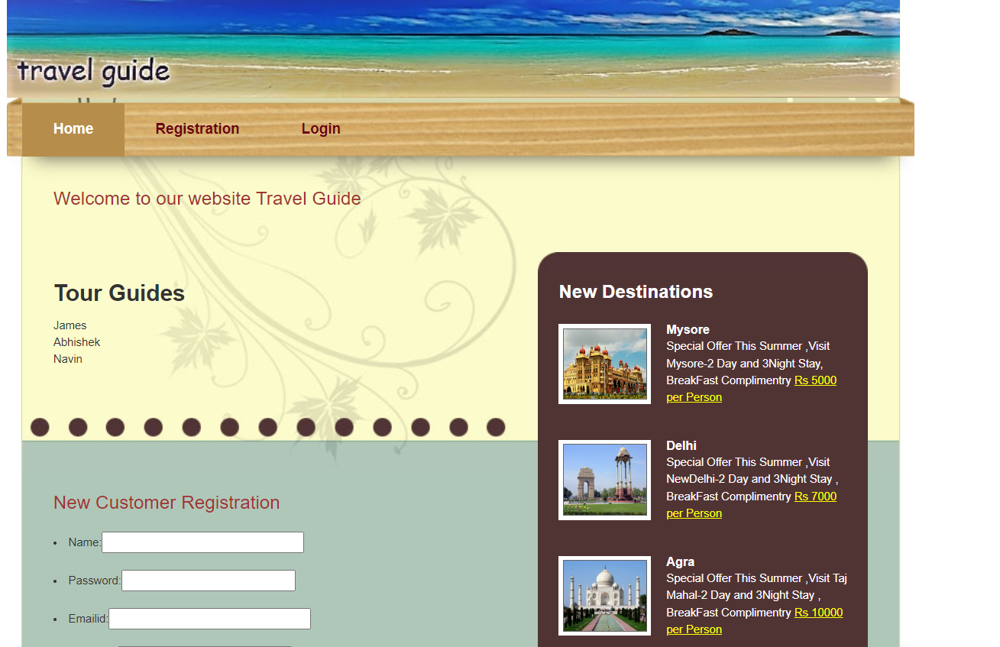 travel guide
Home
Registration
Login
Welcome to our website Travel Guide
Tour Guides
James
Abhishek
Navin
New Customer Registration
Name:
Password:
Emailid:
New Destinations
Mysore
Special Offer This Summer ,Visit
Mysore-2 Day and 3Night Stay,
BreakFast Complimentry Rs 5000
per Person
Delhi
Special Offer This Summer ,Visit
NewDelhi-2 Day and 3Night Stay ,
BreakFast Complimentry Rs 7000
per Person
Agra
Special Offer This Summer ,Visit Taj
Mahal-2 Day and 3Night Stay ,
BreakFast Complimentry Rs 10000
per Person